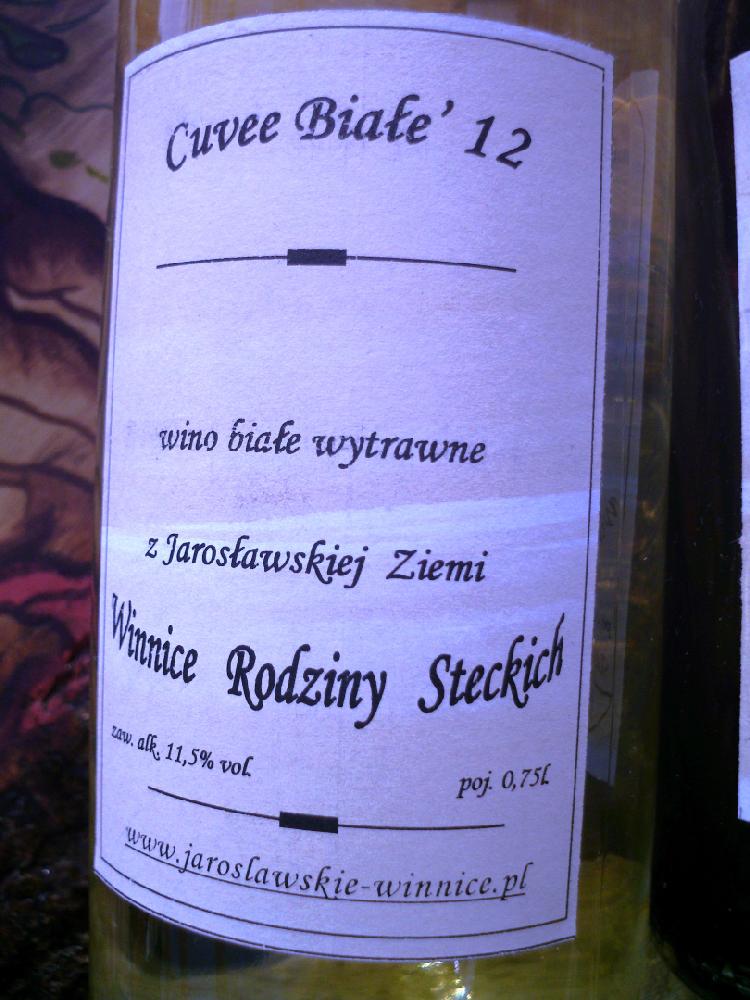 Cuvee Białe' 12
wino białe wytrawne
z Jarosławskiej Ziemi
Winnice Rodziny Steckich
zaw. alk. 11,5% vol.
poj. 0,75l.
www.jaroslawskie-winnice.pl